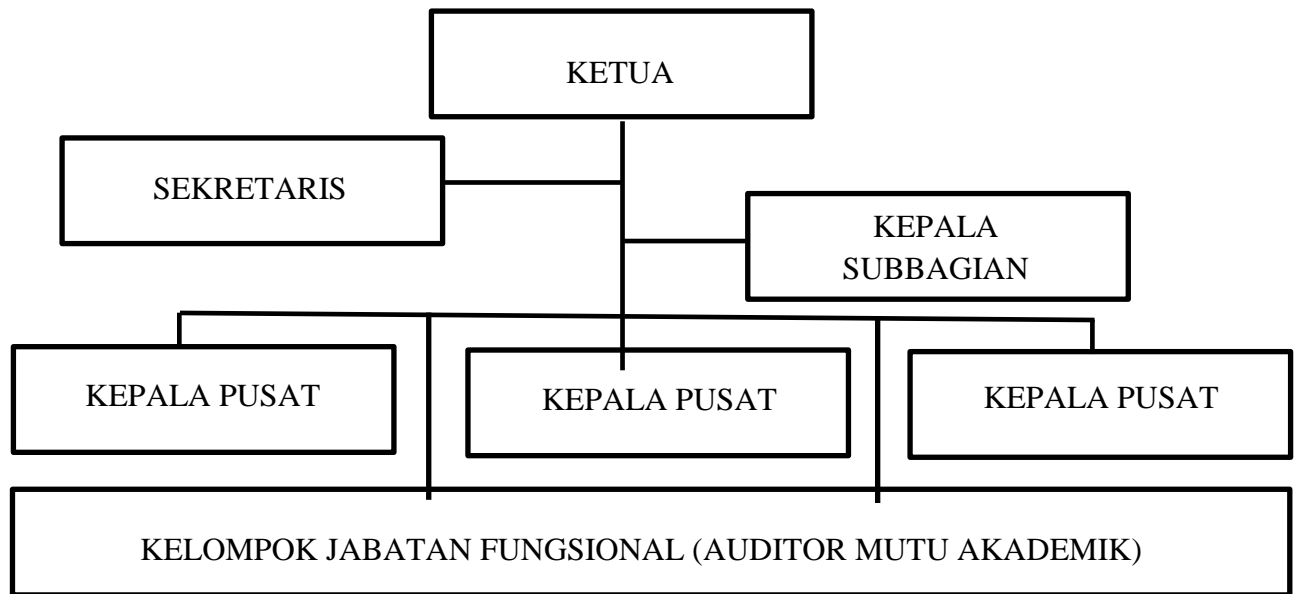 KETUA
SEKRETARIS
KEPALA
SUBBAGIAN
KEPALA PUSAT
KEPALA PUSAT
KEPALA PUSAT
KELOMPOK JABATAN FUNGSIONAL (AUDITOR MUTU AKADEMIK)